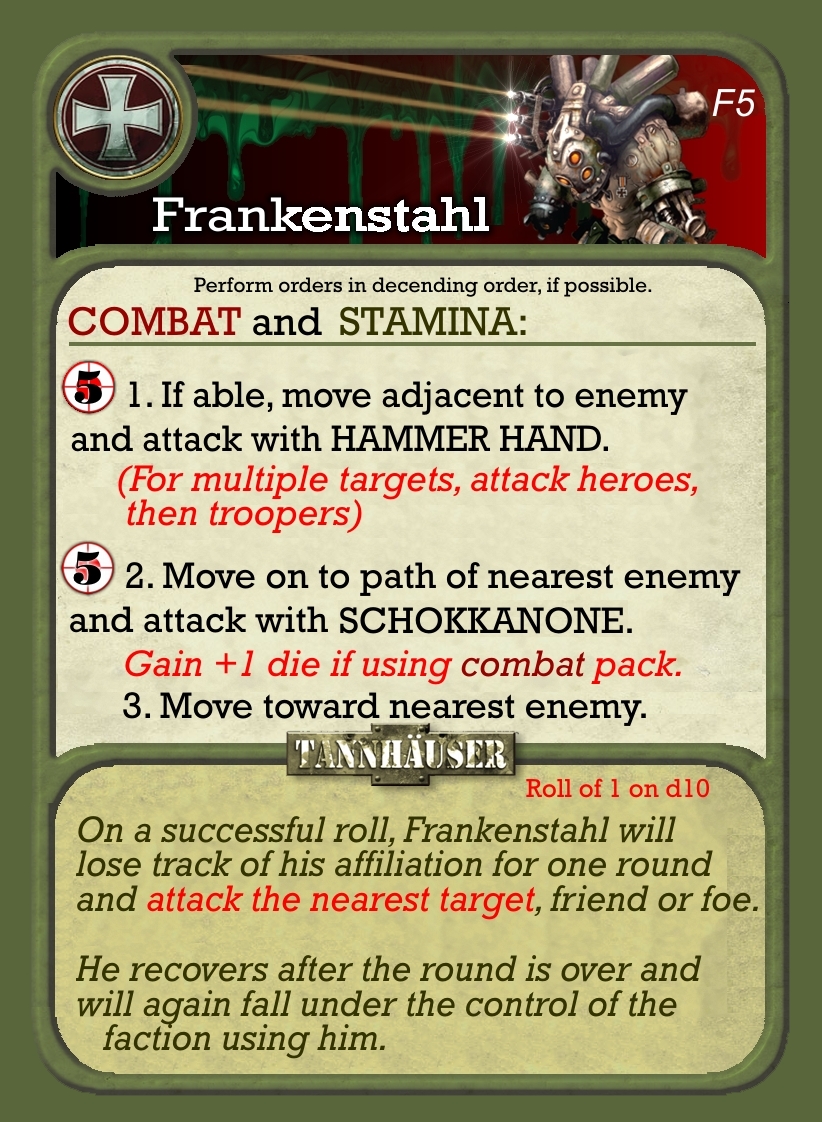 F5
Frankenstahl
Perform orders in decending order, if possible.
COMBAT and STAMINA:
5 1. If able, move adjacent to enemy
and attack with HAMMER HAND.
(For multiple targets, attack heroes,
then troopers)
5 2. Move on to path of nearest enemy
and attack with SCHOKKANONE.
Gain +1 die if using combat pack.
3. Move toward nearest enemy.
TANNHÄUSER
Roll of 1 on d10
On a successful roll, Frankenstahl will
lose track of his affiliation for one round
and attack the nearest target, friend or foe.
He recovers after the round is over and
will again fall under the control of the
faction using him.